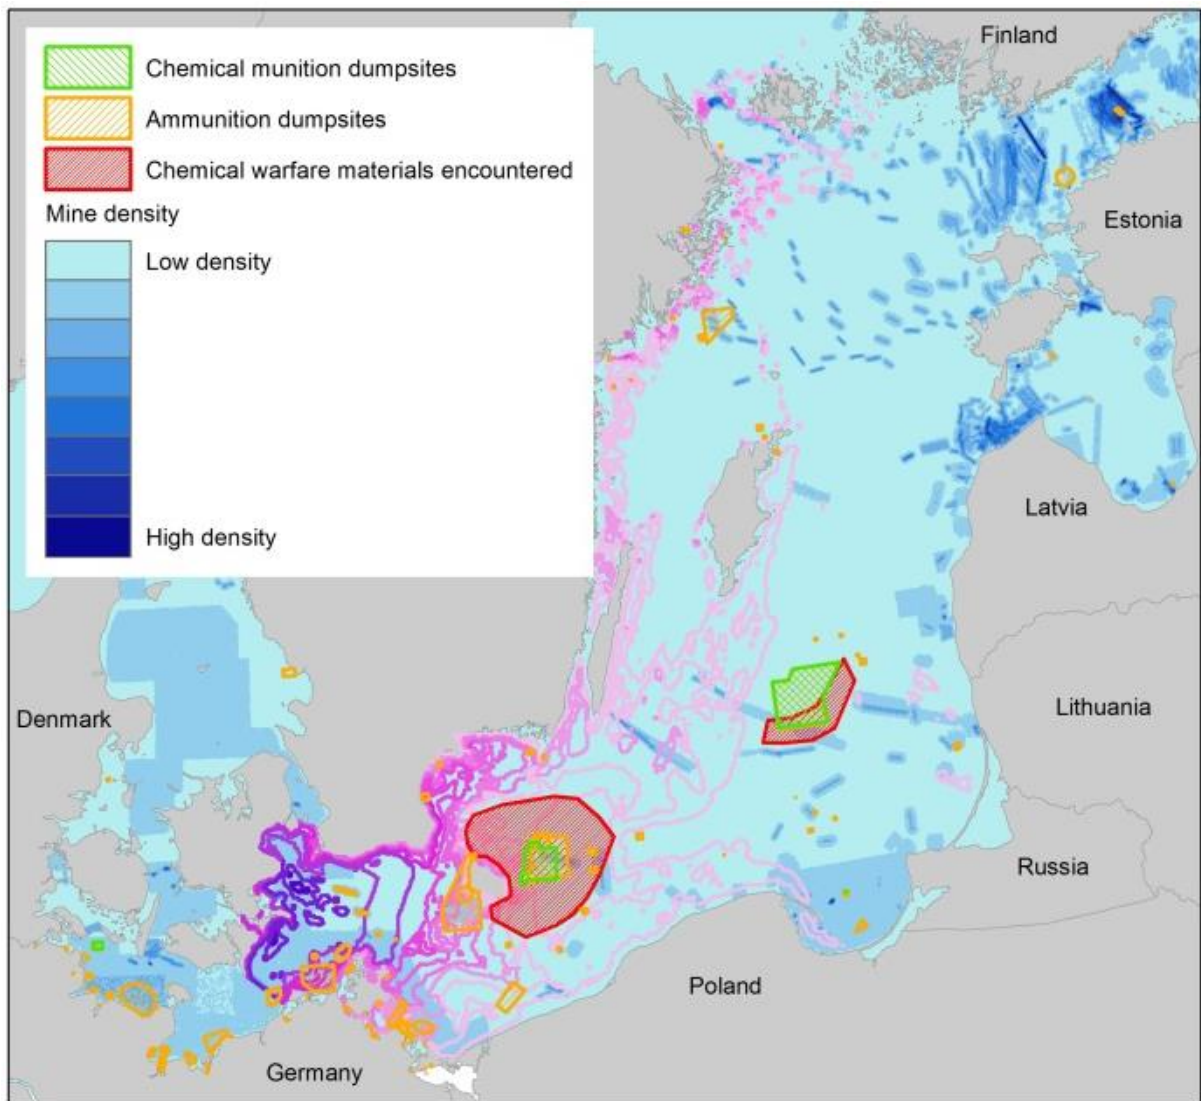 Chemical munition dumpsites
Ammunition dumpsites
Chemical warfare materials encountered
Mine density
Low density
High density
Finland
Estonia
Latvia
Lithuania
Denmark
Russia
Poland
Germany